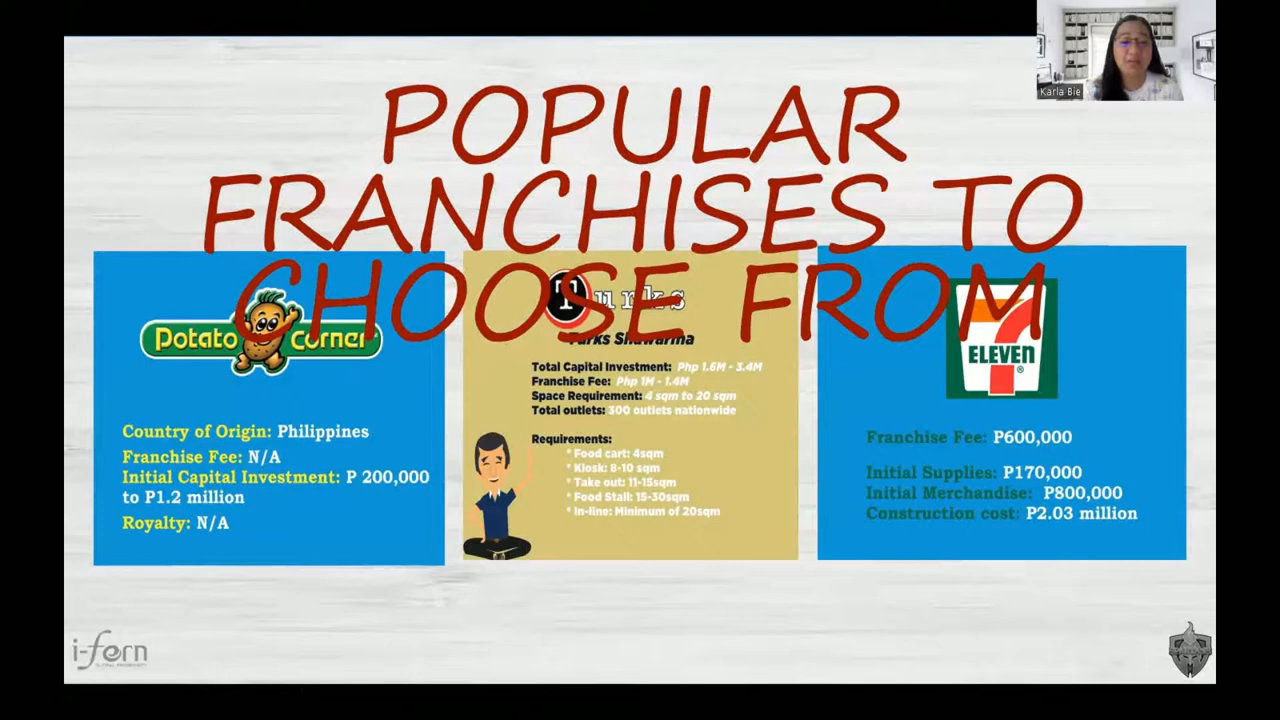 Karla Bie
POPULAR
FRANCHISES TO
CHOOSE FROM
Potato Corner
Country of Origin: Philippines
Franchise Fee: N/A
Initial Capital Investment: P 200,000
to P1.2 million
Royalty: N/A
Turks
Turks Shawarma
Total Capital Investment: Php 1.6M - 3.4M
Franchise Fee: Php 1M - 1.4M
Space Requirement: 4 sqm to 20 sqm
Total outlets: 300 outlets nationwide
Requirements:
* Food cart: 4sqm
* Kiosk: 8-10 sqm
* Take out: 11-15sqm
* Food Stall: 15-30sqm
* In-line: Minimum of 20sqm
7
ELEVEN
®
Franchise Fee: P600,000
Initial Supplies: P170,000
Initial Merchandise: P800,000
Construction cost: P2.03 million
i-fern